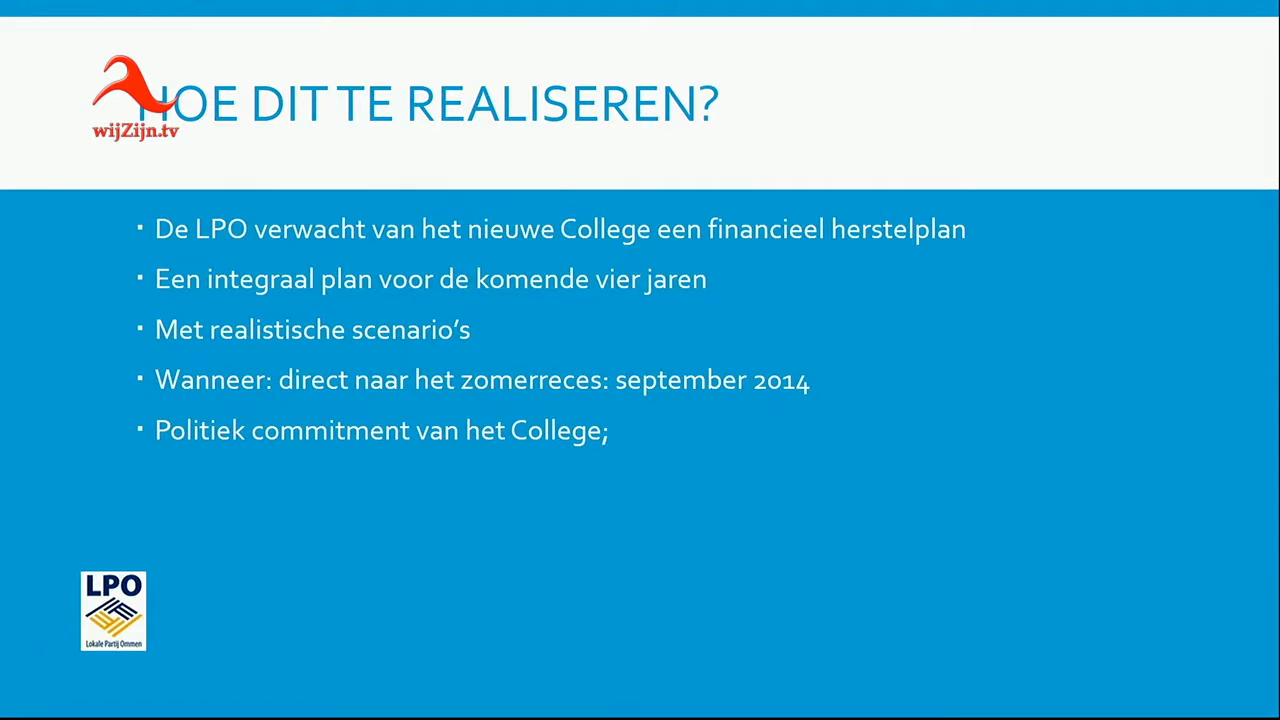 HOE DIT TE REALISEREN?
wijZijn.tv
▪ De LPO verwacht van het nieuwe College een financieel herstelplan
▪ Een integraal plan voor de komende vier jaren
▪ Met realistische scenario’s
▪ Wanneer: direct naar het zomerreces: september 2014
▪ Politiek commitment van het College;
LPO
Lokale Partij Ommen